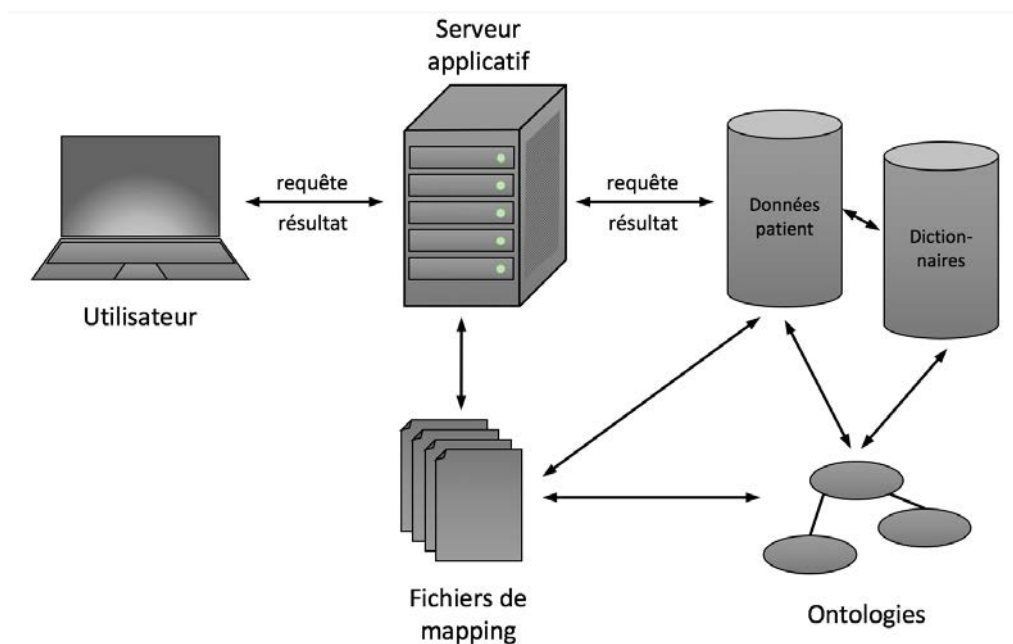 Serveur
applicatif
requête
résultat
requête
résultat
Données
patient
Diction-
naires
Utilisateur
Fichiers de
mapping
Ontologies